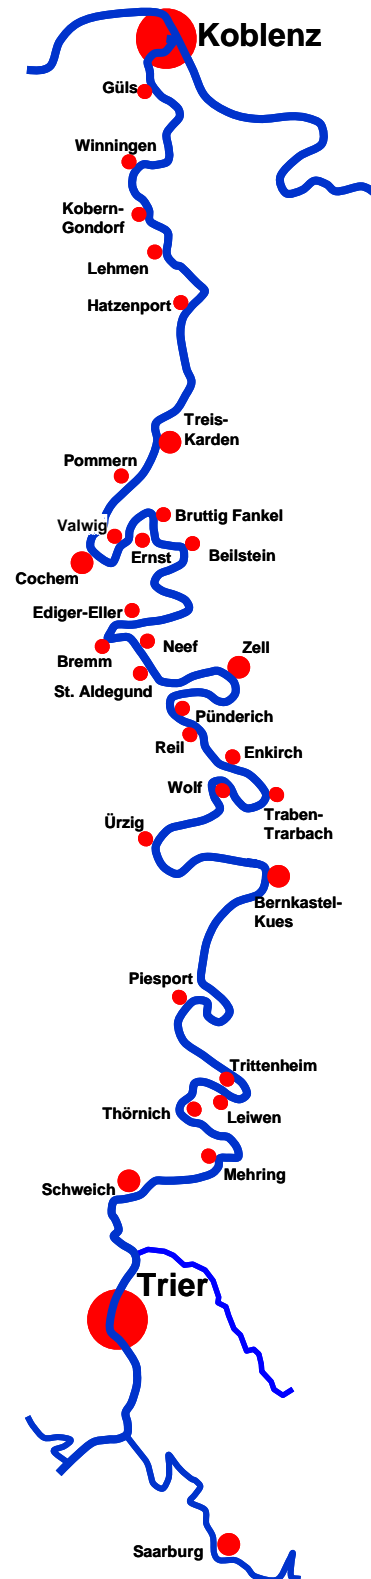 Koblenz
Güls
Winningen
Kobern-
Gondorf
Lehmen
Hatzenport
Treis-
Karden
Pommern
Bruttig Fankel
Valwig
Ernst
Beilstein
Cochem
Ediger-Eller
Neef
Zell
Bremm
St. Aldegund
Pünderich
Reil
Enkirch
Wolf
Traben-
Trarbach
Ürzig
Bernkastel-
Kues
Piesport
Trittenheim
Thörnich
Leiwen
Mehring
Schweich
Trier
Saarburg